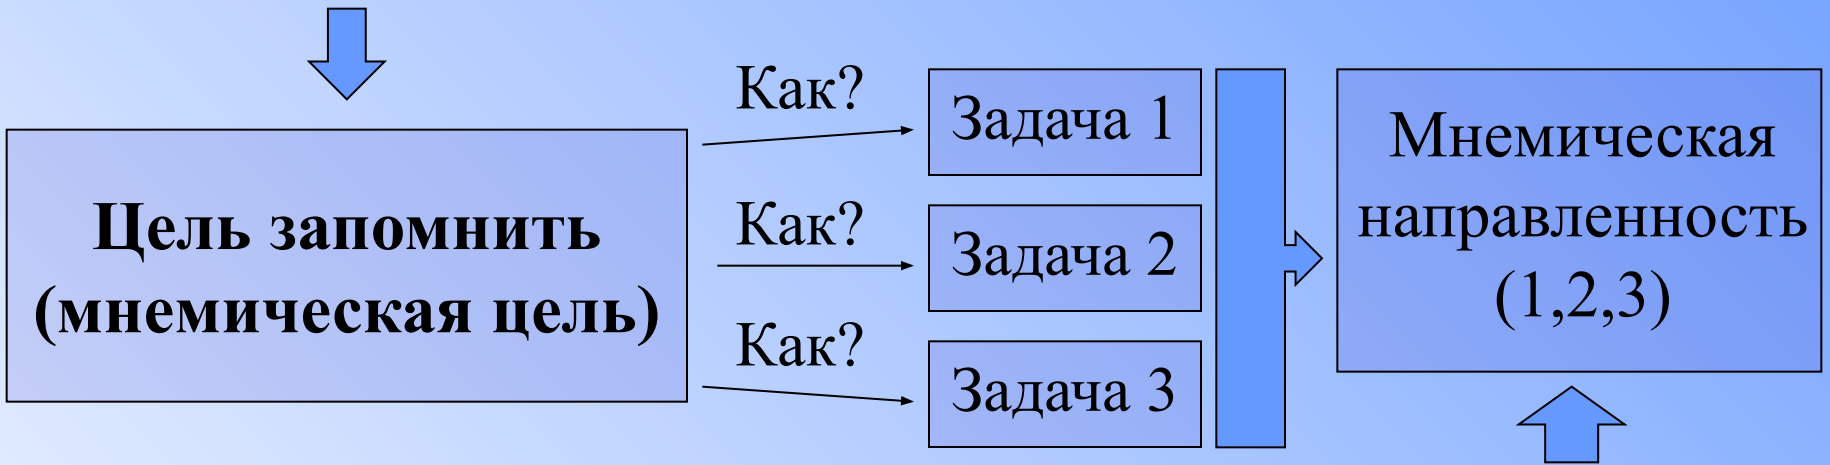 Цель запомнить
(мнемическая цель)
Как?
Как?
Как?
Задача 1
Задача 2
Задача 3
Мнемическая
направленность
(1,2,3)